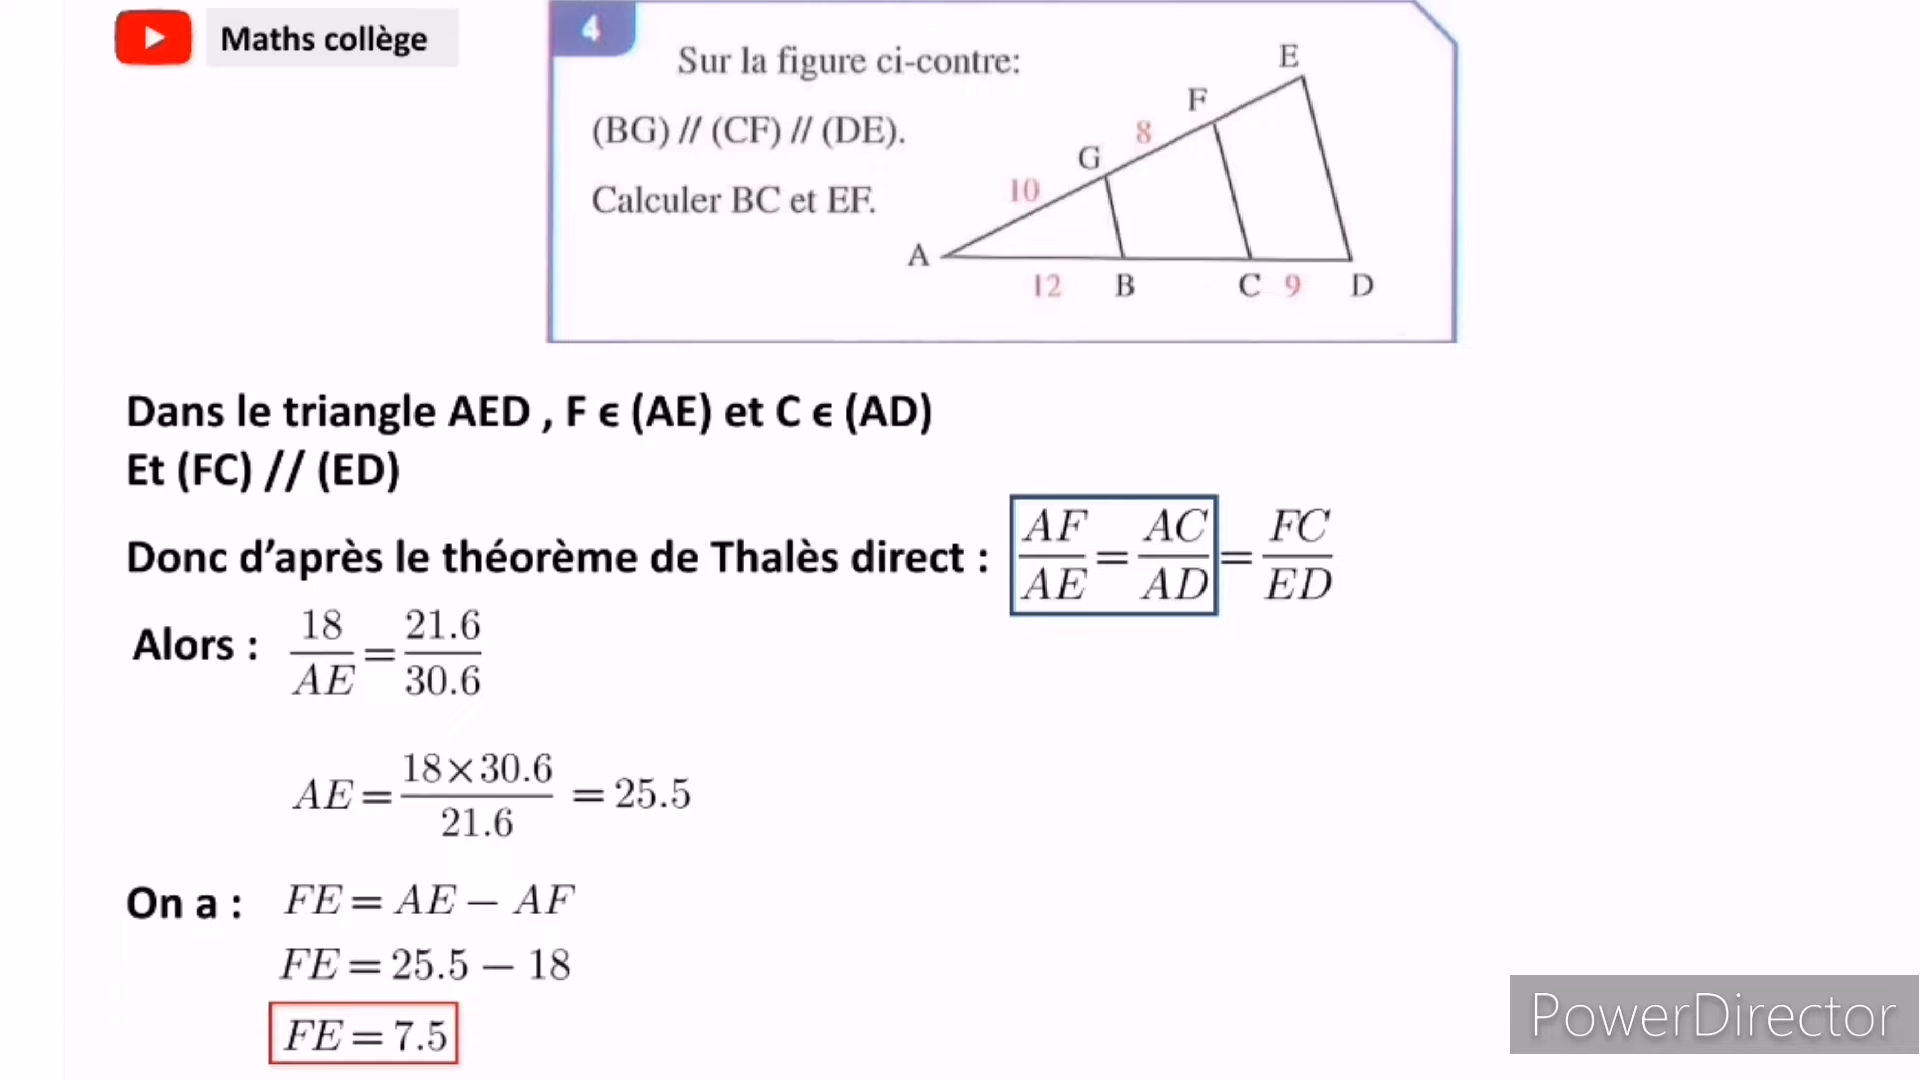 Maths collège
4
Sur la figure ci-contre:
(BG) // (CF) // (DE).
Calculer BC et EF.
E
F
8
G
10
A
12 B C 9 D
Dans le triangle AED , F ϵ (AE) et C ϵ (AD)
Et (FC) // (ED)
Donc d’après le théorème de Thalès direct : AF/AE = AC/AD = FC/ED
Alors : 18/AE = 21.6/30.6
AE = 18×30.6/21.6 = 25.5
On a : FE = AE − AF
FE = 25.5 − 18
FE = 7.5
PowerDirector